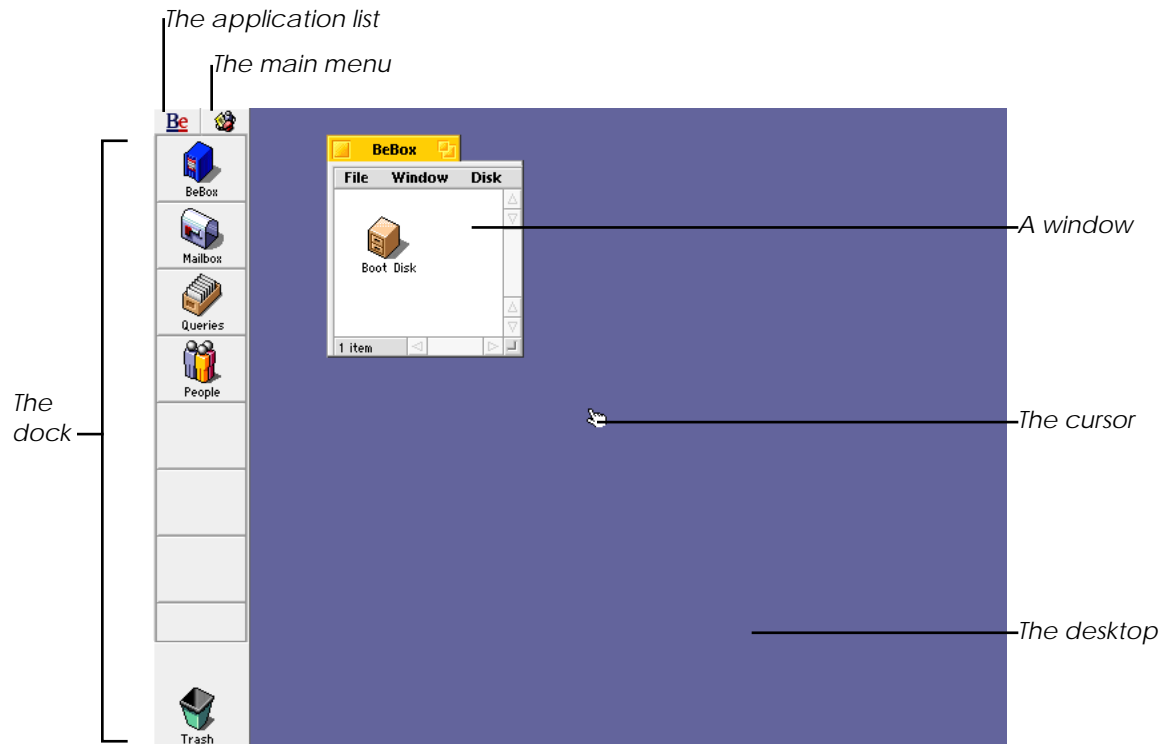 The application list
The main menu
Be
BeBox
BeBox
File Window Disk
Mailbox
Boot Disk
Queries
1 item
People
A window
The
dock
The cursor
The desktop
Trash